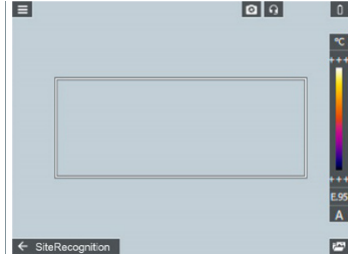 °C
+++
+++
E.95
A
← SiteRecognition